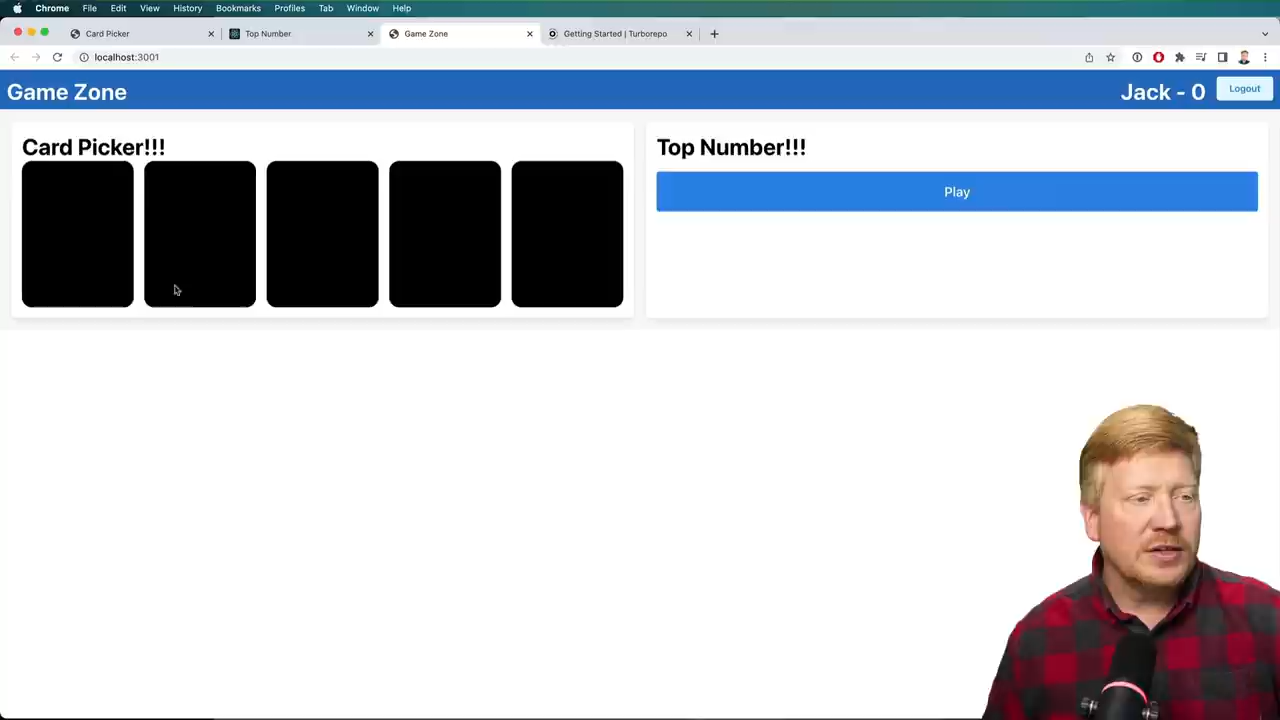 Chrome File Edit View History Bookmarks Profiles Tab Window Help
Card Picker Top Number Game Zone Getting Started | Turborepo
localhost:3001
Game Zone Jack - 0 Logout
Card Picker!!! Top Number!!!
Play